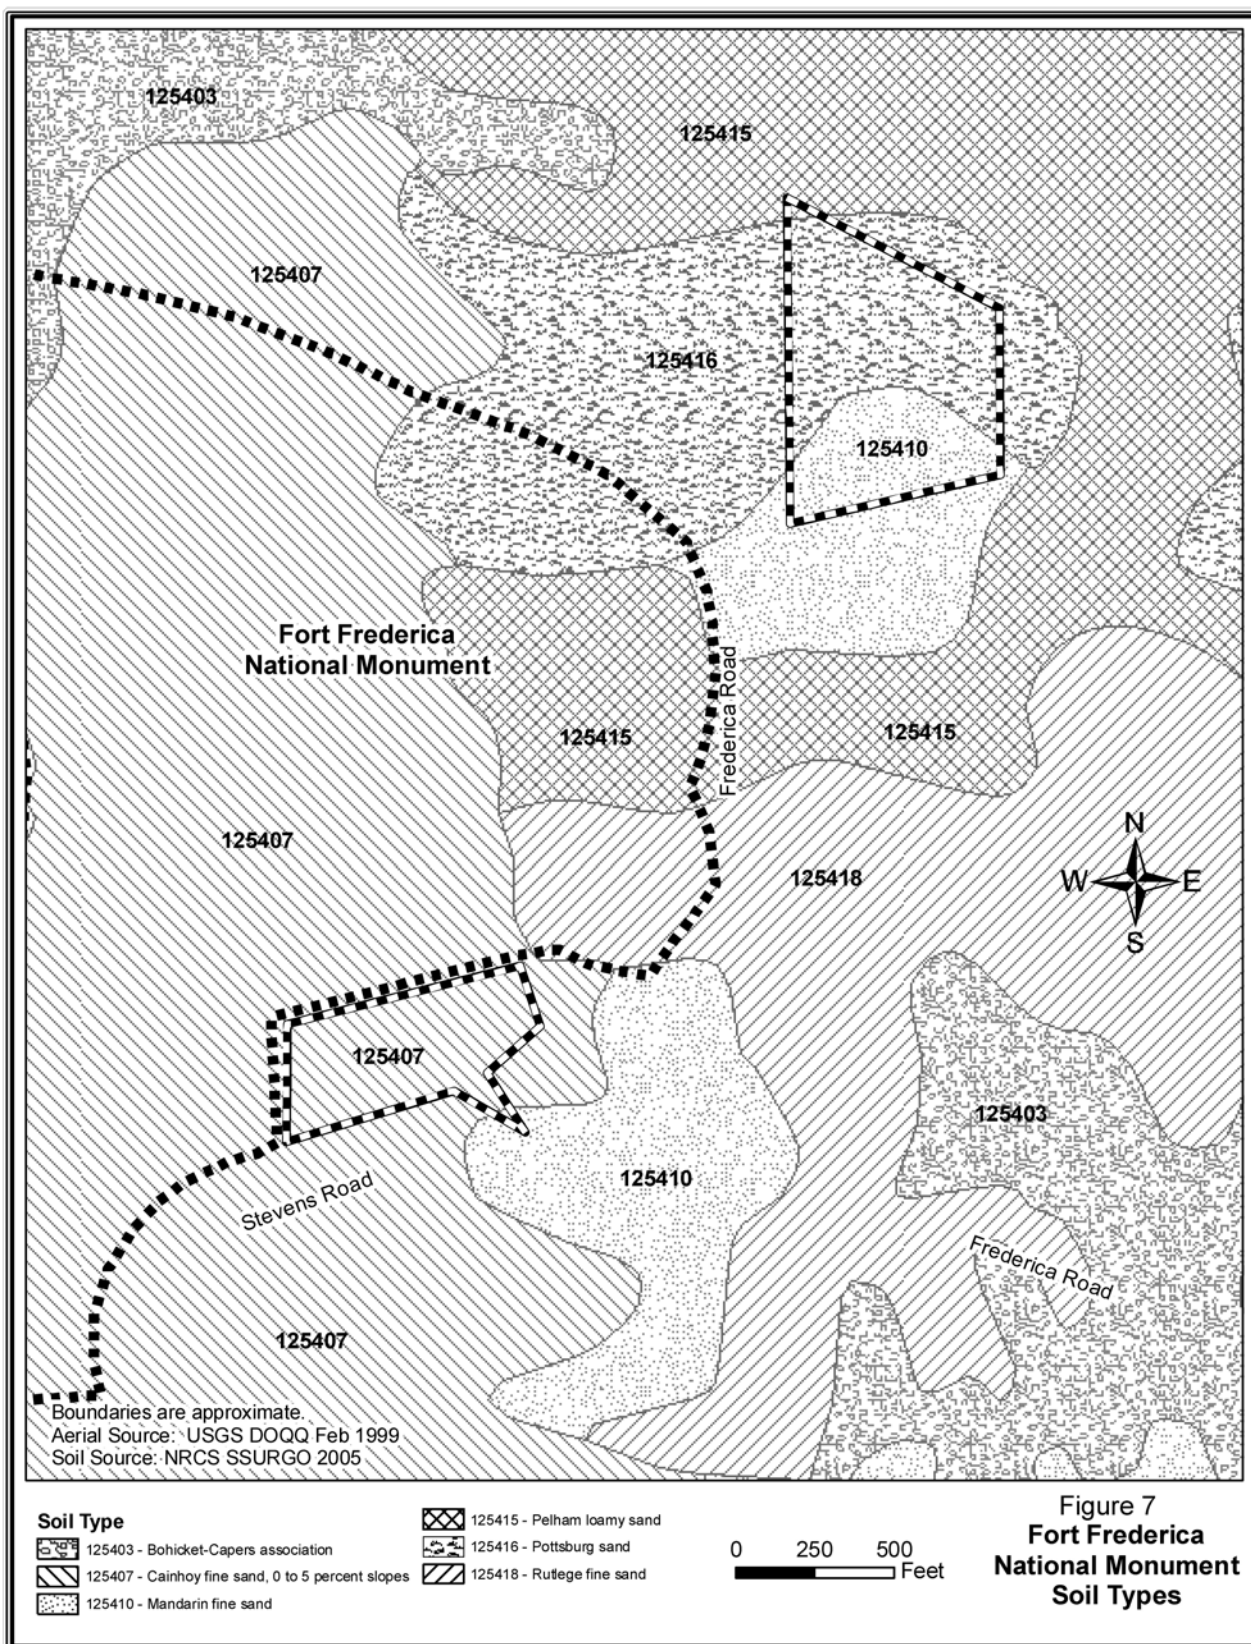 125403
125415
125407
125416
125410
Fort Frederica
National Monument
Frederica Road
125415
125415
125407
125418
N
W E
S
125407
125403
125410
Stevens Road
Frederica Road
125407
Boundaries are approximate.
Aerial Source: USGS DOQQ Feb 1999
Soil Source: NRCS SSURGO 2005
Soil Type
125403 - Bohicket-Capers association
125407 - Cainhoy fine sand, 0 to 5 percent slopes
125410 - Mandarin fine sand
125415 - Pelham loamy sand
125416 - Pottsburg sand
125418 - Rutlege fine sand
0 250 500
Feet
Figure 7
Fort Frederica
National Monument
Soil Types